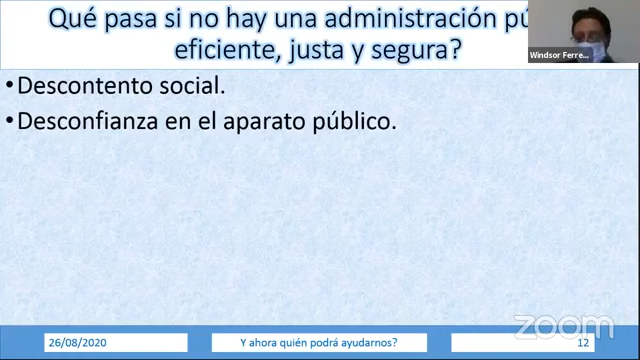 Qué pasa si no hay una administración
eficiente, justa y segura?
•Descontento social.
•Desconfianza en el aparato público.
Windsor Ferre...
26/08/2020
Y ahora quién podrá ayudarnos?
12
zoom